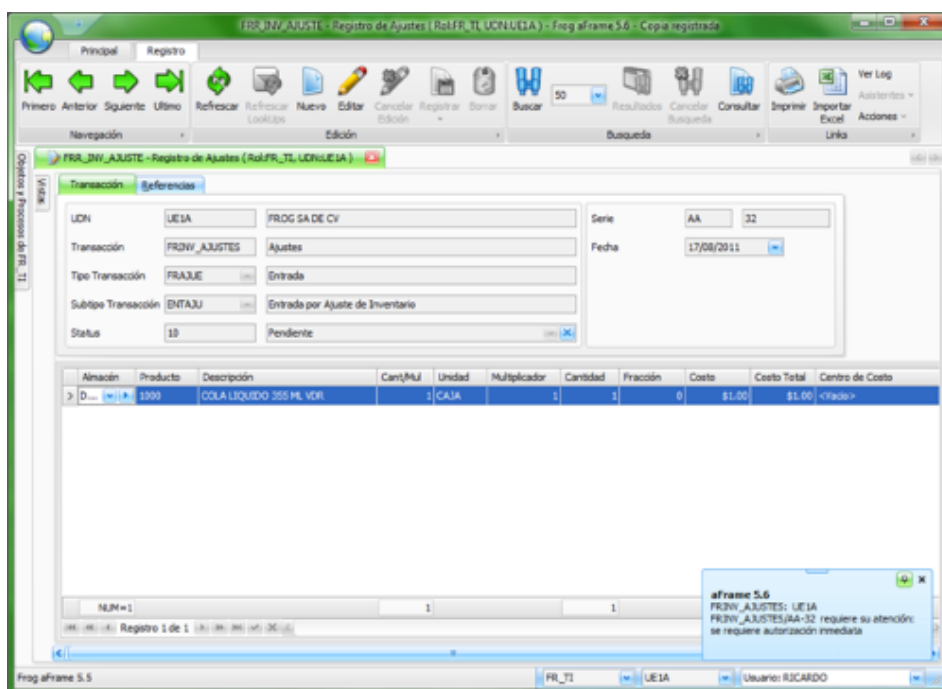 FRR_INV_AJUSTE - Registro de Ajustes ( Rol:FR_TI, UDN:UE1A ) - Frog aFrame 5.6 - Copia registrada
Principal Registro
Primero Anterior Siguiente Ultimo Refrescar Refrescar LookUps Nuevo Editar Cancelar Edición Registrar Borrar Buscar 50 Resultados Cancelar Busqueda Consultar Imprimir Importar Excel Ver Log Asistentes Acciones
Navegación Edición Busqueda Links
FRR_INV_AJUSTE - Registro de Ajustes ( Rol:FR_TI, UDN:UE1A )
Objetos y Procesos de FR_TI
Vistas
Transacción Referencias
UDN UE1A FROG SA DE CV Serie AA 32
Transacción FRINV_AJUSTES Ajustes Fecha 17/08/2011
Tipo Transacción FRAJUE Entrada
Subtipo Transacción ENTAJU Entrada por Ajuste de Inventario
Status 10 Pendiente
Almacén Producto Descripción Cant/Mul Unidad Multiplicador Cantidad Fracción Costo Costo Total Centro de Costo
D... 1000 COLA LIQUIDO 355 ML VDR. 1 CAJA 1 1 0 $1.00 $1.00 <Vacio>
NUM=1 1 1
Registro 1 de 1
aFrame 5.6
FRINV_AJUSTES: UE1A
FRINV_AJUSTES/AA-32 requiere su atención:
se requiere autorización inmediata
Frog aFrame 5.5 FR_TI UE1A Usuario: RICARDO